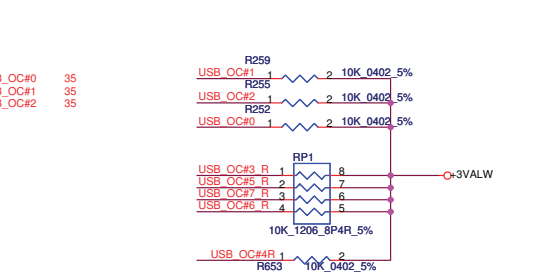 R259
_OC#0 35
USB_OC#1 1 2 10K_0402_5%
R255
_OC#1 35
_OC#2 35
USB_OC#2 1 2 10K_0402_5%
R252
USB_OC#0 1 2 10K_0402_5%
RP1
USB_OC#3_R 1 8 +3VALW
USB_OC#5_R 2 7
USB_OC#7_R 3 6
USB_OC#6_R 4 5
10K_1206_8P4R_5%
USB_OC#4R 1 2
R653 10K_0402_5%